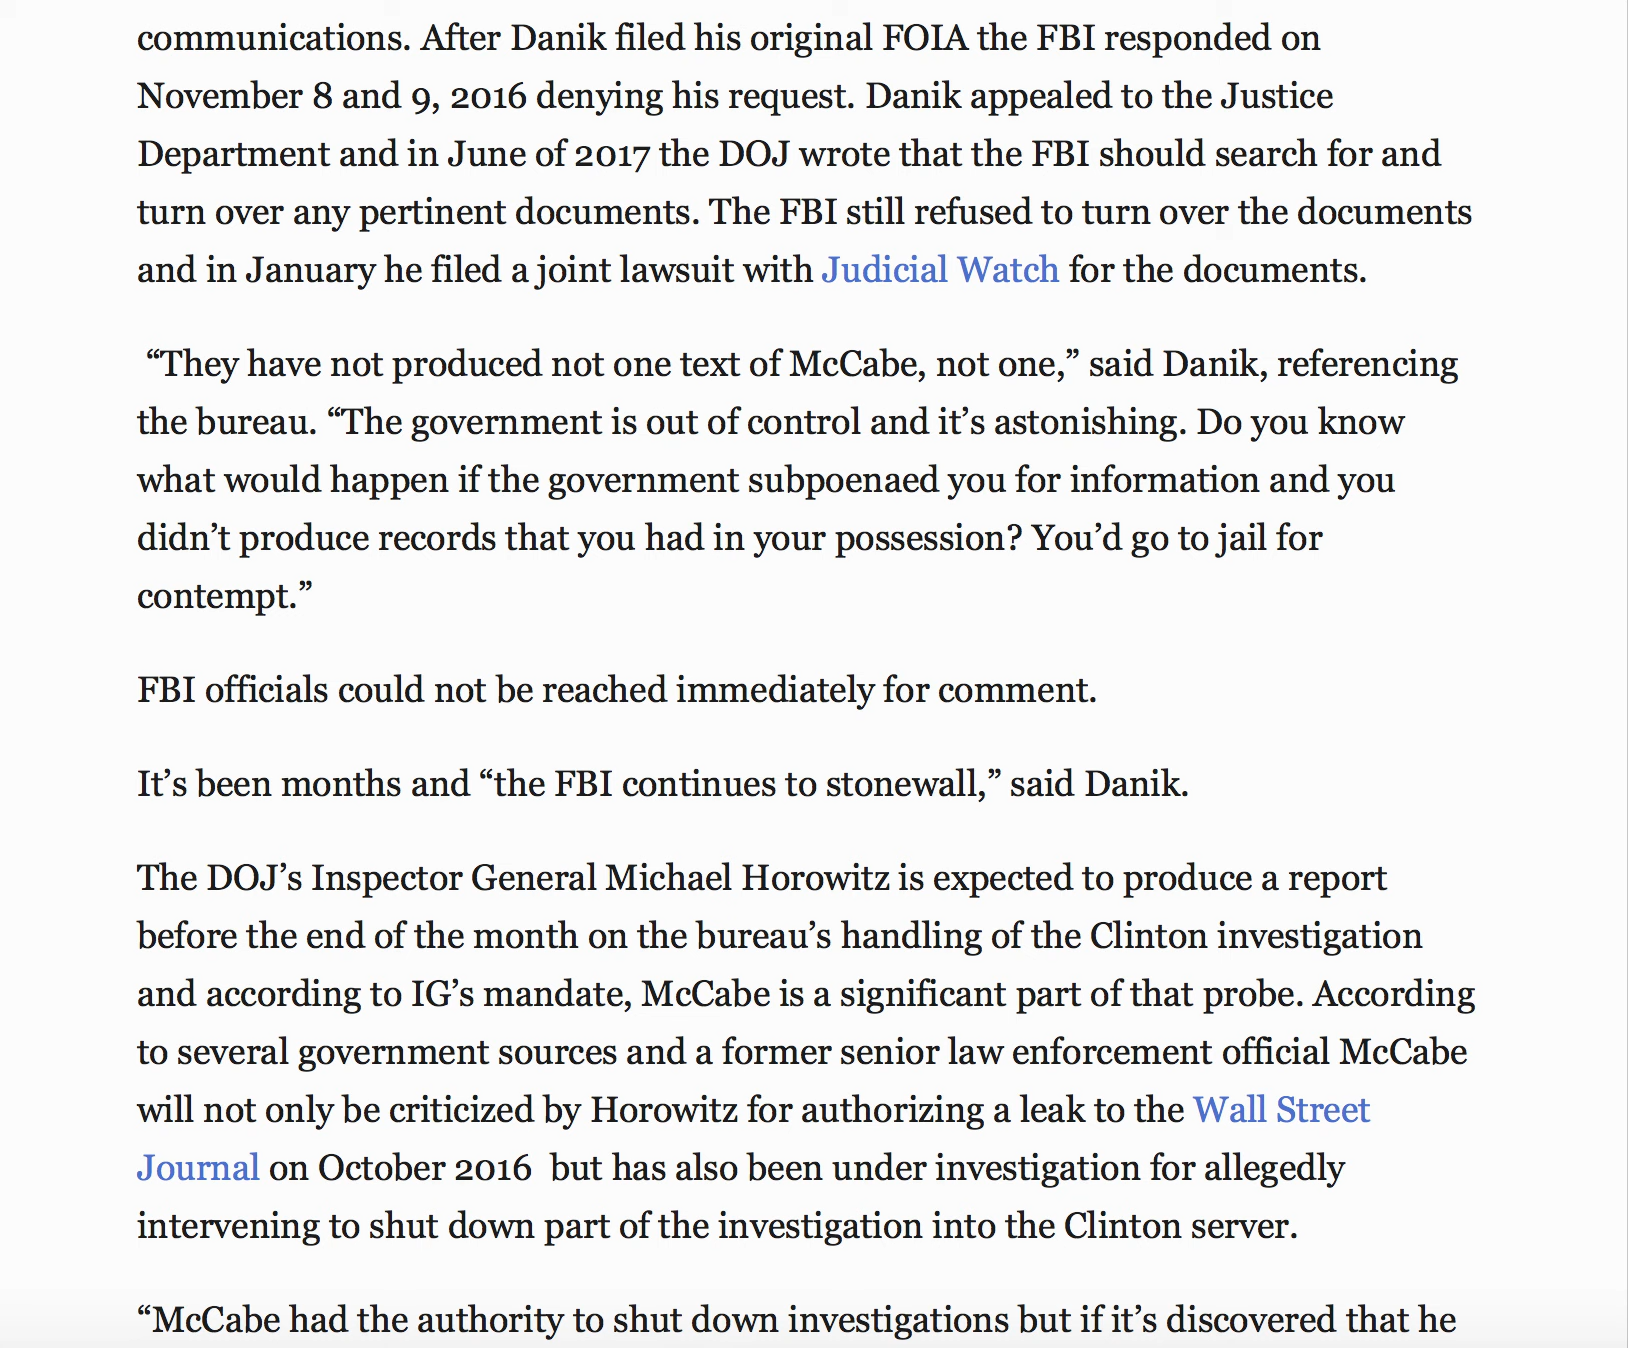 communications. After Danik filed his original FOIA the FBI responded on
November 8 and 9, 2016 denying his request. Danik appealed to the Justice
Department and in June of 2017 the DOJ wrote that the FBI should search for and
turn over any pertinent documents. The FBI still refused to turn over the documents
and in January he filed a joint lawsuit with Judicial Watch for the documents.
“They have not produced not one text of McCabe, not one,” said Danik, referencing
the bureau. “The government is out of control and it’s astonishing. Do you know
what would happen if the government subpoenaed you for information and you
didn’t produce records that you had in your possession? You’d go to jail for
contempt.”
FBI officials could not be reached immediately for comment.
It’s been months and “the FBI continues to stonewall,” said Danik.
The DOJ’s Inspector General Michael Horowitz is expected to produce a report
before the end of the month on the bureau’s handling of the Clinton investigation
and according to IG’s mandate, McCabe is a significant part of that probe. According
to several government sources and a former senior law enforcement official McCabe
will not only be criticized by Horowitz for authorizing a leak to the Wall Street
Journal on October 2016  but has also been under investigation for allegedly
intervening to shut down part of the investigation into the Clinton server.
“McCabe had the authority to shut down investigations but if it’s discovered that he